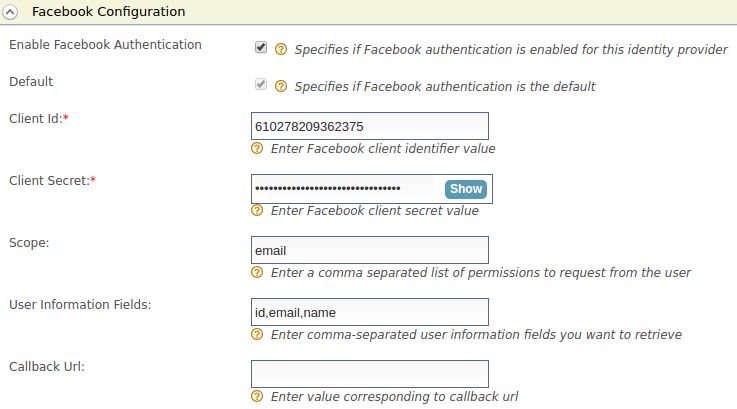 Facebook Configuration
Enable Facebook Authentication
Specifies if Facebook authentication is enabled for this identity provider
Default
Specifies if Facebook authentication is the default
Client Id:*
610278209362375
Enter Facebook client identifier value
Client Secret:*
•••••••••••••••••••••••••••••••• Show
Enter Facebook client secret value
Scope:
email
Enter a comma separated list of permissions to request from the user
User Information Fields:
id,email,name
Enter comma-separated user information fields you want to retrieve
Callback Url:
Enter value corresponding to callback url